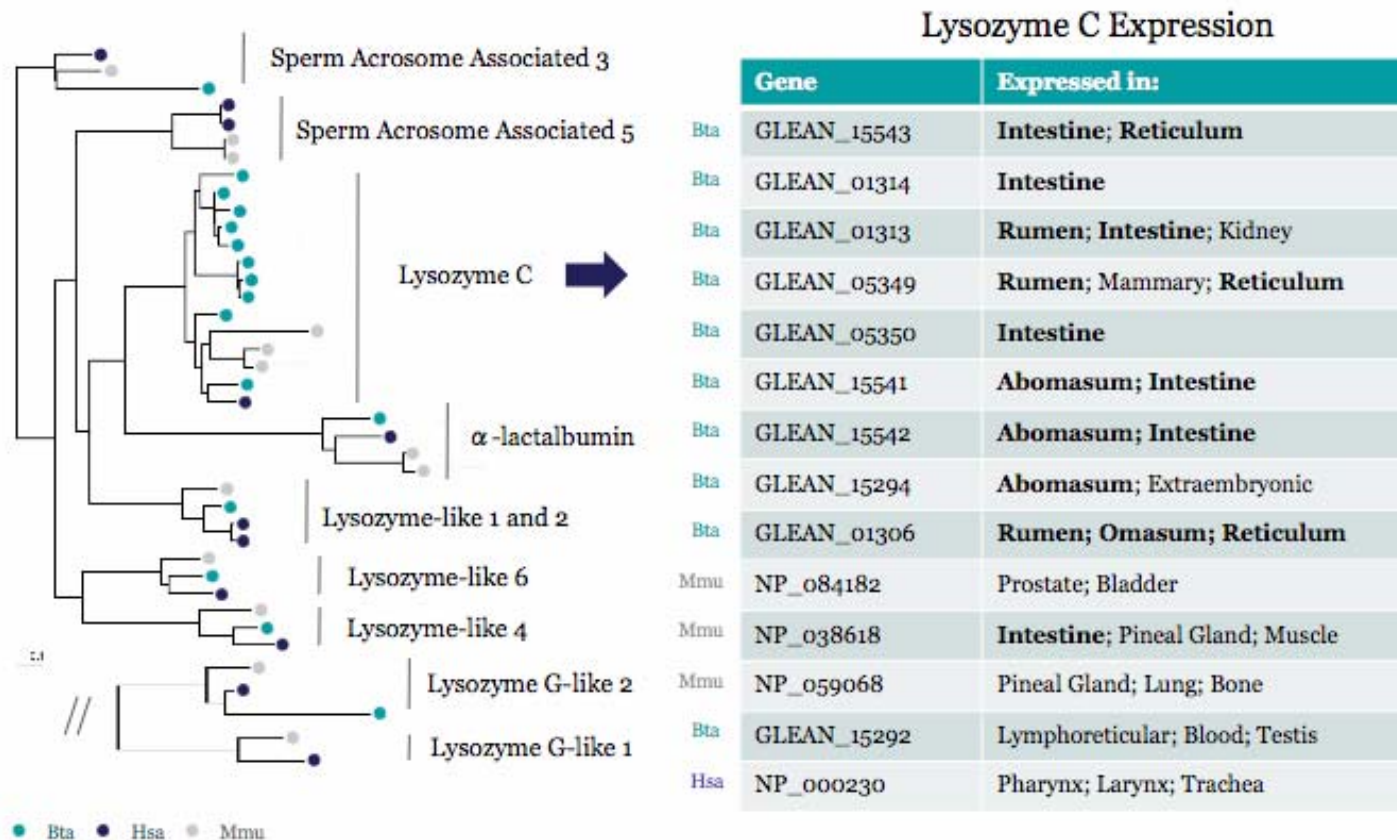 Lysozyme C Expression
Sperm Acrosome Associated 3
Sperm Acrosome Associated 5
Lysozyme C
α-lactalbumin
Lysozyme-like 1 and 2
Lysozyme-like 6
Lysozyme-like 4
Lysozyme G-like 2
Lysozyme G-like 1
Bta Hsa Mmu
Gene Expressed in:
Bta GLEAN_15543 Intestine; Reticulum
Bta GLEAN_01314 Intestine
Bta GLEAN_01313 Rumen; Intestine; Kidney
Bta GLEAN_05349 Rumen; Mammary; Reticulum
Bta GLEAN_05350 Intestine
Bta GLEAN_15541 Abomasum; Intestine
Bta GLEAN_15542 Abomasum; Intestine
Bta GLEAN_15294 Abomasum; Extraembryonic
Bta GLEAN_01306 Rumen; Omasum; Reticulum
Mmu NP_084182 Prostate; Bladder
Mmu NP_038618 Intestine; Pineal Gland; Muscle
Mmu NP_059068 Pineal Gland; Lung; Bone
Bta GLEAN_15292 Lymphoreticular; Blood; Testis
Hsa NP_000230 Pharynx; Larynx; Trachea